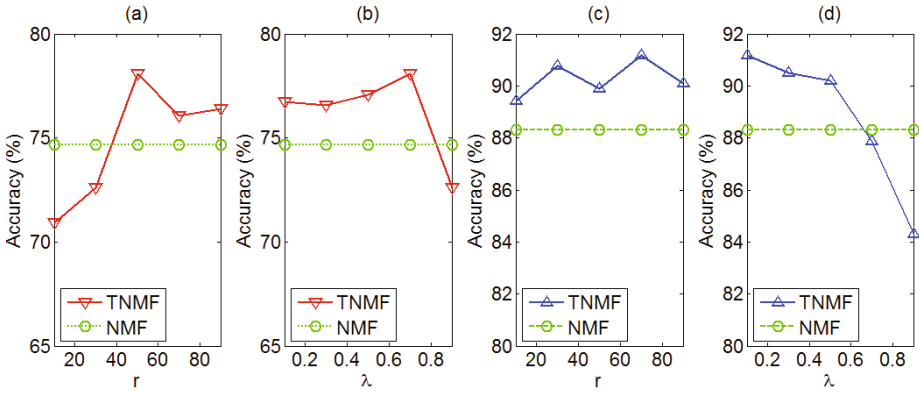 (a)
Accuracy (%)
80
75
70
65
20 40 60 80
r
TNMF
NMF
(b)
Accuracy (%)
80
75
70
65
0.2 0.4 0.6 0.8
λ
TNMF
NMF
(c)
Accuracy (%)
92
90
88
86
84
82
80
20 40 60 80
r
TNMF
NMF
(d)
Accuracy (%)
92
90
88
86
84
82
80
0.2 0.4 0.6 0.8
λ
TNMF
NMF